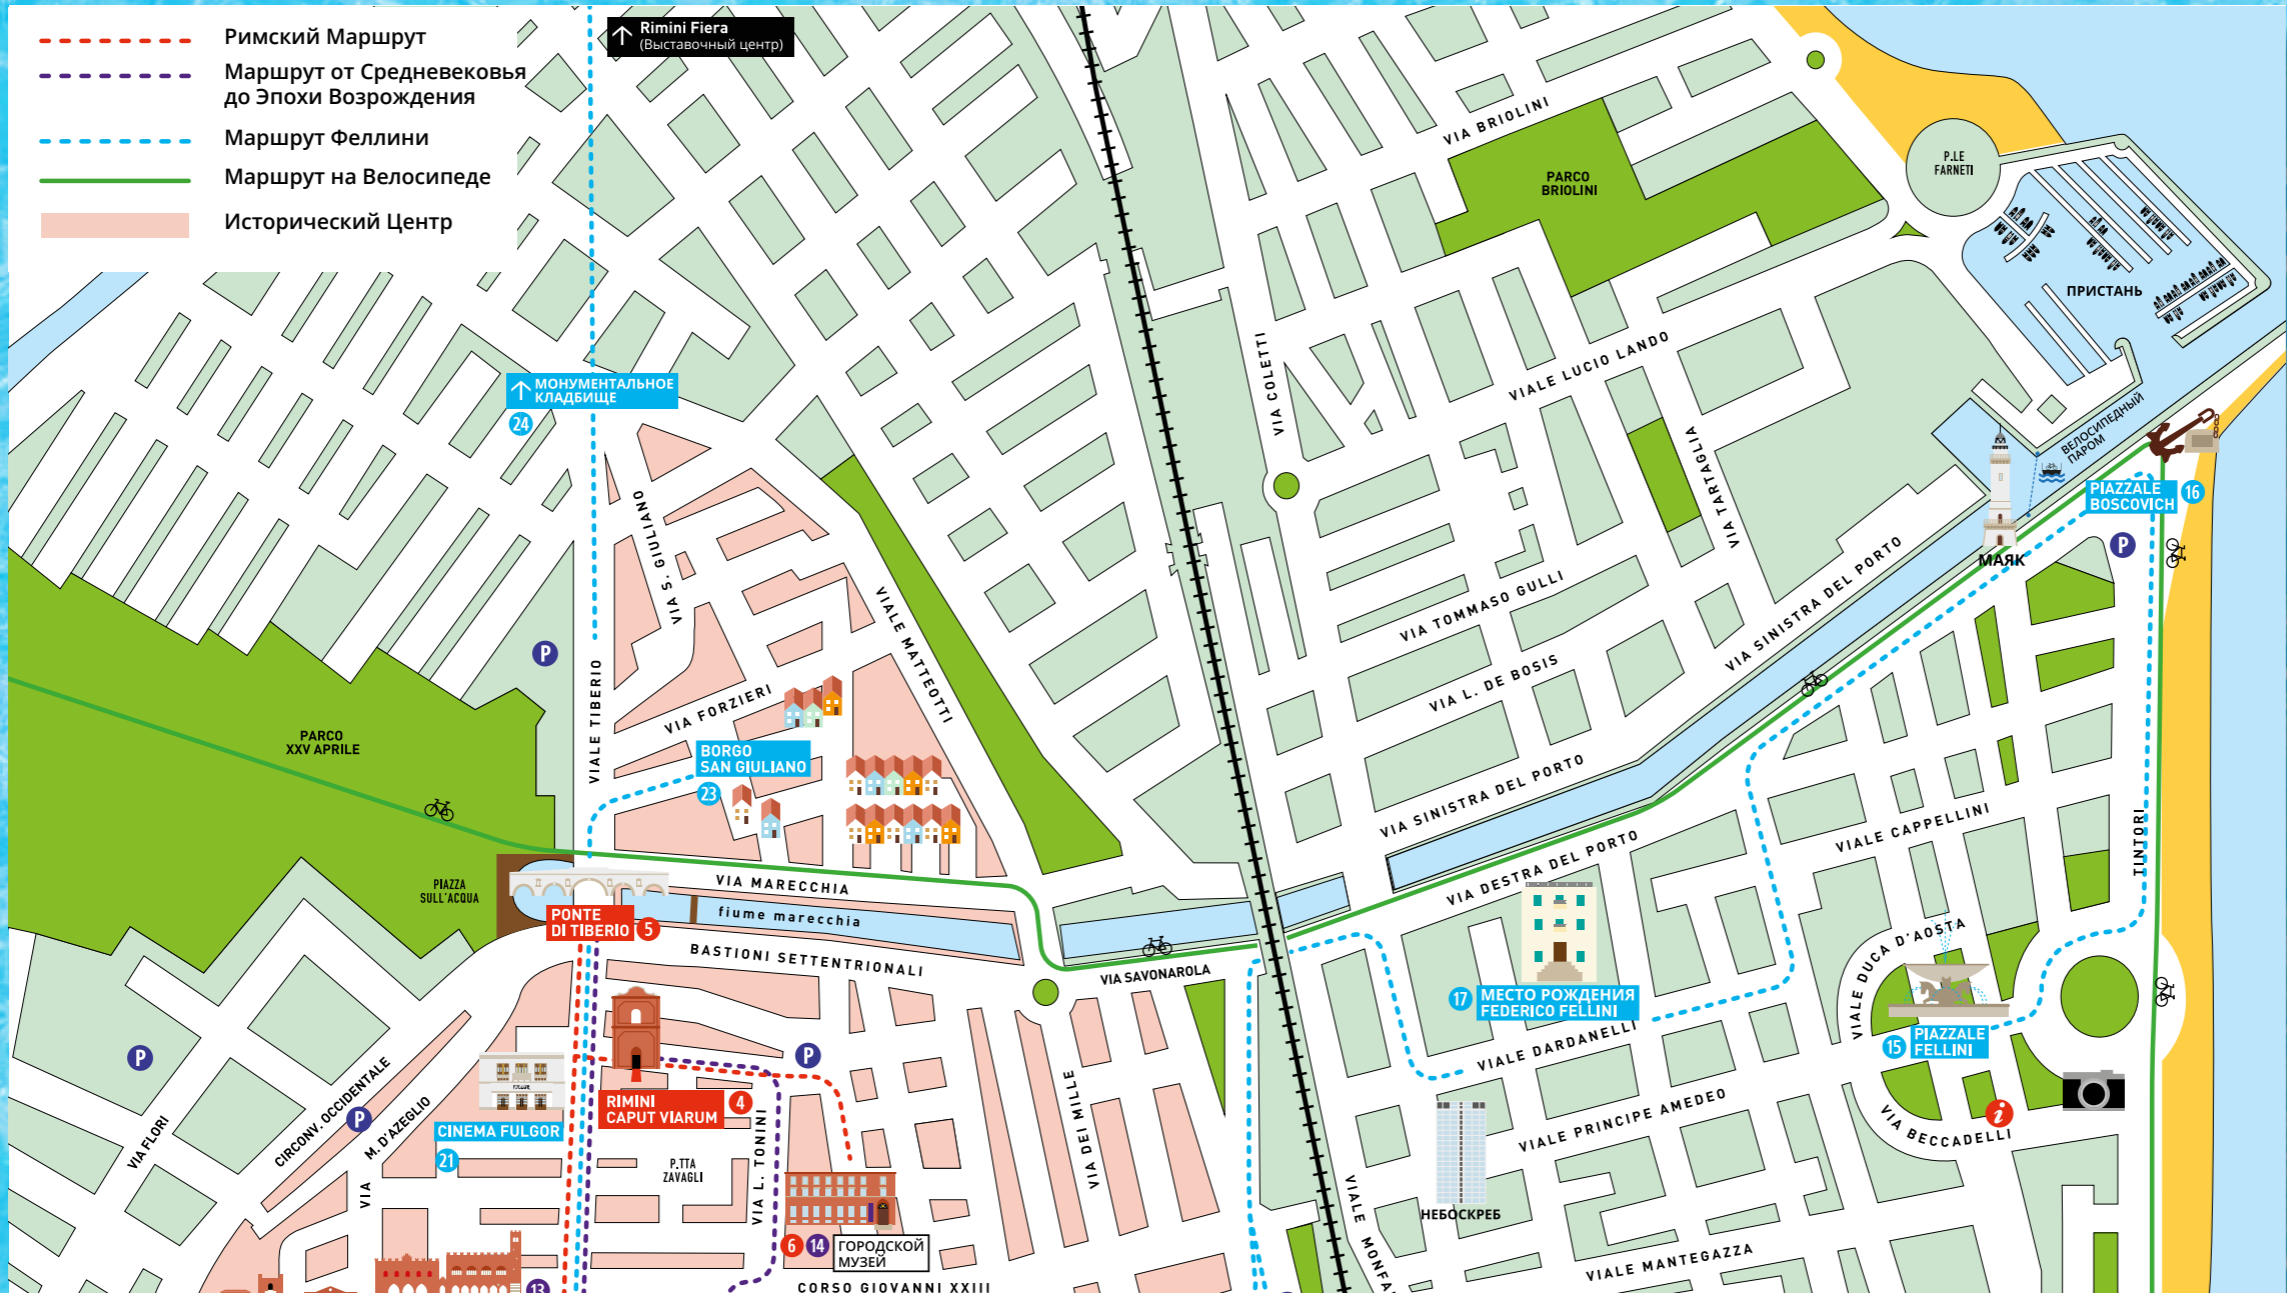 Римский Маршрут
Маршрут от Средневековья
до Эпохи Возрождения
Маршрут Феллини
Маршрут на Велосипеде
Исторический Центр
Rimini Fiera
(Выставочный центр)
VIA BRIOLINI
PARCO
BRIOLINI
P.LE
FARNETI
ПРИСТАНЬ
VIA COLETTI
VIALE LUCIO LANDO
МОНУМЕНТАЛЬНОЕ
КЛАДБИЩЕ
24
VIA TARTAGLIA
ВЕЛОСИПЕДНЫЙ
ПАРОМ
PIAZZALE
BOSCOVICH
16
P
МАЯК
VIA S. GIULIANO
VIALE MATTEOTTI
VIA TOMMASO GULLI
VIA SINISTRA DEL PORTO
P
VIALE TIBERIO
VIA FORZIERI
VIA L. DE BOSIS
PARCO
XXV APRILE
BORGO
SAN GIULIANO
23
VIA SINISTRA DEL PORTO
VIALE CAPPELLINI
TINTORI
VIA DESTRA DEL PORTO
PIAZZA
SULL'ACQUA
VIA MARECCHIA
fiume marecchia
PONTE
DI TIBERIO
5
BASTIONI SETTENTRIONALI
VIA SAVONAROLA
VIALE DUCA D'AOSTA
17
МЕСТО РОЖДЕНИЯ
FEDERICO FELLINI
VIALE DARDANELLI
15
PIAZZALE
FELLINI
P
P
P
CIRCONV. OCCIDENTALE
VIA FLORI
VIA M. D'AZEGLIO
FULGOR
CINEMA FULGOR
21
RIMINI
CAPUT VIARUM
4
VIA L. TONINI
P.TTA
ZAVAGLI
VIA DEI MILLE
VIALE PRINCIPE AMEDEO
i
VIA BECCADELLI
НЕБОСКРЕБ
VIALE MONFA
VIALE MANTEGAZZA
6
14
ГОРОДСКОЙ
МУЗЕЙ
13
CORSO GIOVANNI XXIII